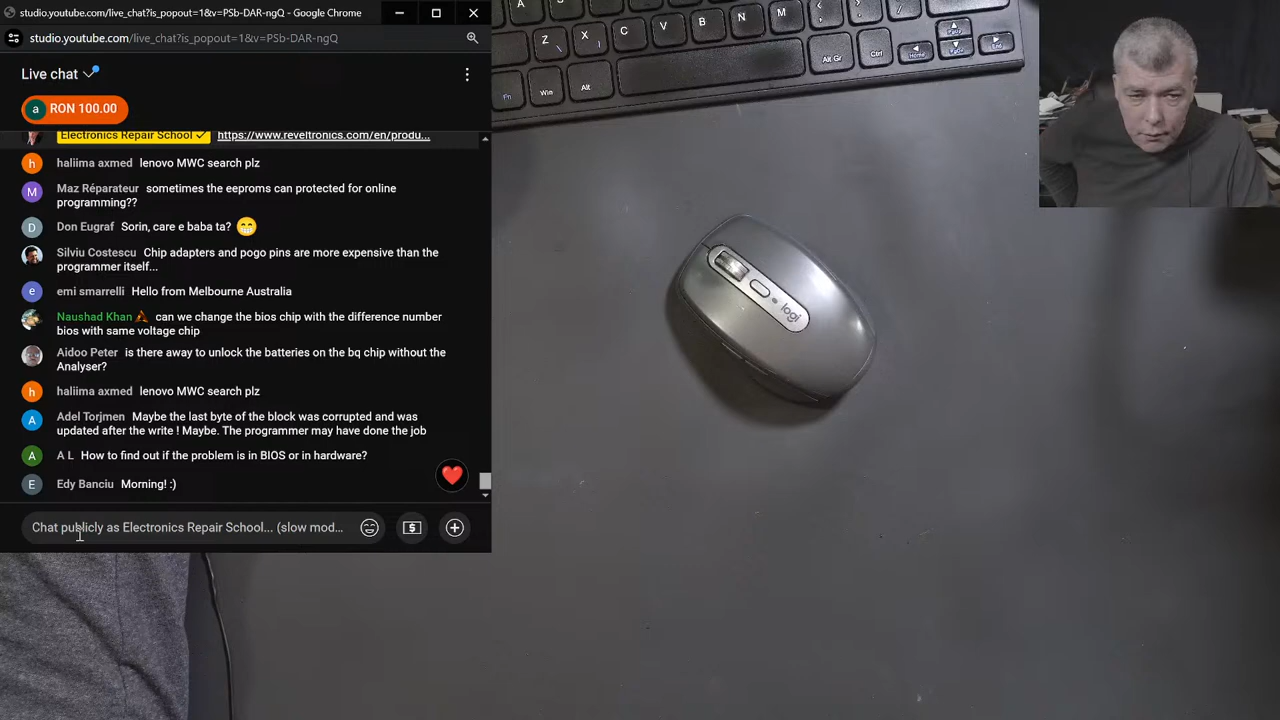 studio.youtube.com/live_chat?is_popout=1&v=PSb-DAR-ngQ - Google Chrome
studio.youtube.com/live_chat?is_popout=1&v=PSb-DAR-ngQ
Live chat
a RON 100.00
Electronics Repair School https://www.reveltronics.com/en/produ...
h haliima axmed lenovo MWC search plz
M Maz Réparateur sometimes the eeproms can protected for online
programming??
D Don Eugraf Sorin, care e baba ta? 😁
Silviu Costescu Chip adapters and pogo pins are more expensive than the
programmer itself...
e emi smarrelli Hello from Melbourne Australia
Naushad Khan can we change the bios chip with the difference number
bios with same voltage chip
Aidoo Peter is there away to unlock the batteries on the bq chip without the
Analyser?
h haliima axmed lenovo MWC search plz
A Adel Torjmen Maybe the last byte of the block was corrupted and was
updated after the write ! Maybe. The programmer may have done the job
A A L How to find out if the problem is in BIOS or in hardware?
E Edy Banciu Morning! :)
Chat publicly as Electronics Repair School... (slow mod...
A S D
Z X C V B N M
Fn Win Alt Alt Gr Ctrl Home End
logi